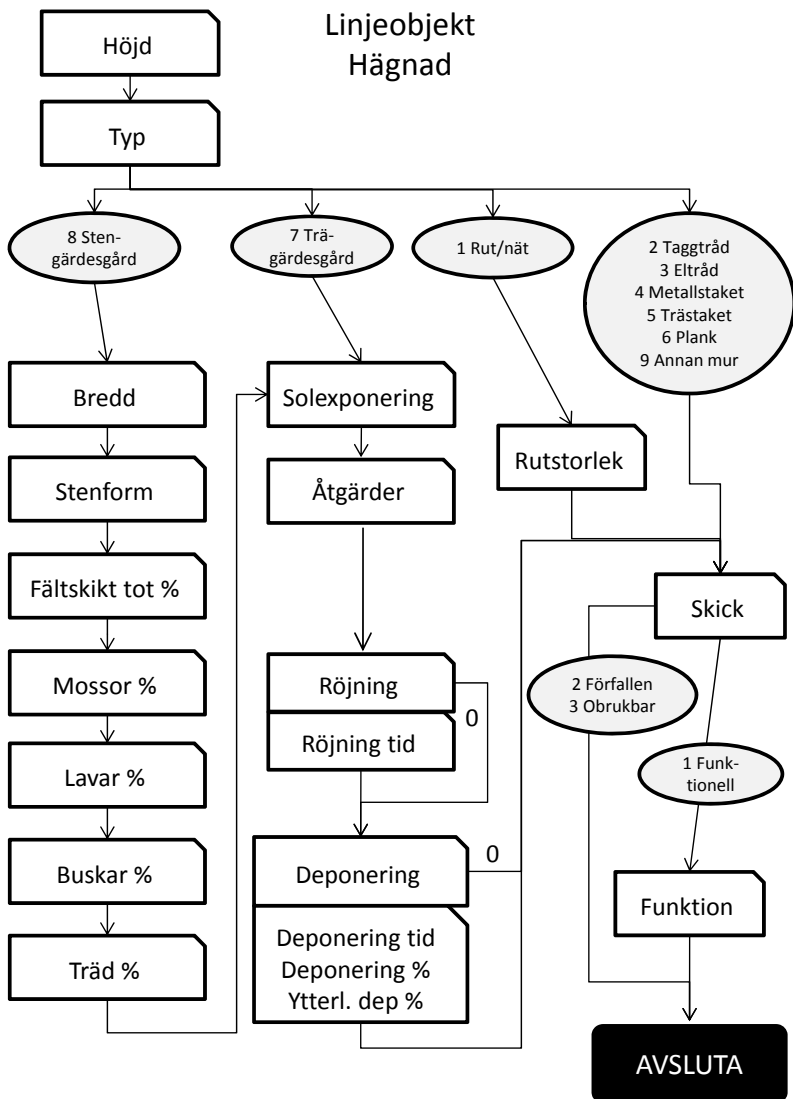 Linjeobjekt
Hägnad
Höjd
Typ
8 Sten-
gärdesgård
7 Trä-
gärdesgård
1 Rut/nät
2 Taggtråd
3 Eltråd
4 Metallstaket
5 Trästaket
6 Plank
9 Annan mur
Bredd
Stenform
Fältskikt tot %
Mossor %
Lavar %
Buskar %
Träd %
Solexponering
Åtgärder
Röjning
0
Röjning tid
Deponering
0
Deponering tid
Deponering %
Ytterl. dep %
Rutstorlek
Skick
2 Förfallen
3 Obrukbar
1 Funk-
tionell
Funktion
AVSLUTA